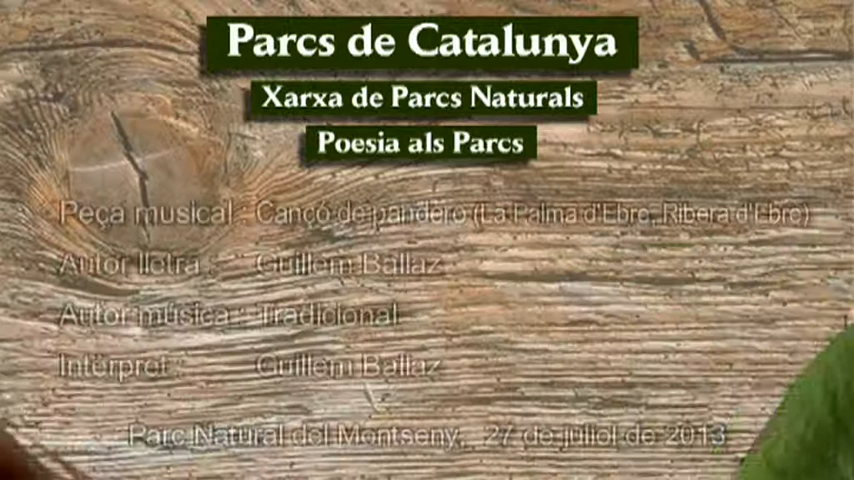 Parcs de Catalunya
Xarxa de Parcs Naturals
Poesia als Parcs
Peça musical : Cançó de pandero (La Palma d'Ebre, Ribera d'Ebre)
Autor lletra : Guillem Ballaz
Autor música : Tradicional
Intèrpret : Guillem Ballaz
Parc Natural del Montseny, 27 de juliol de 2013